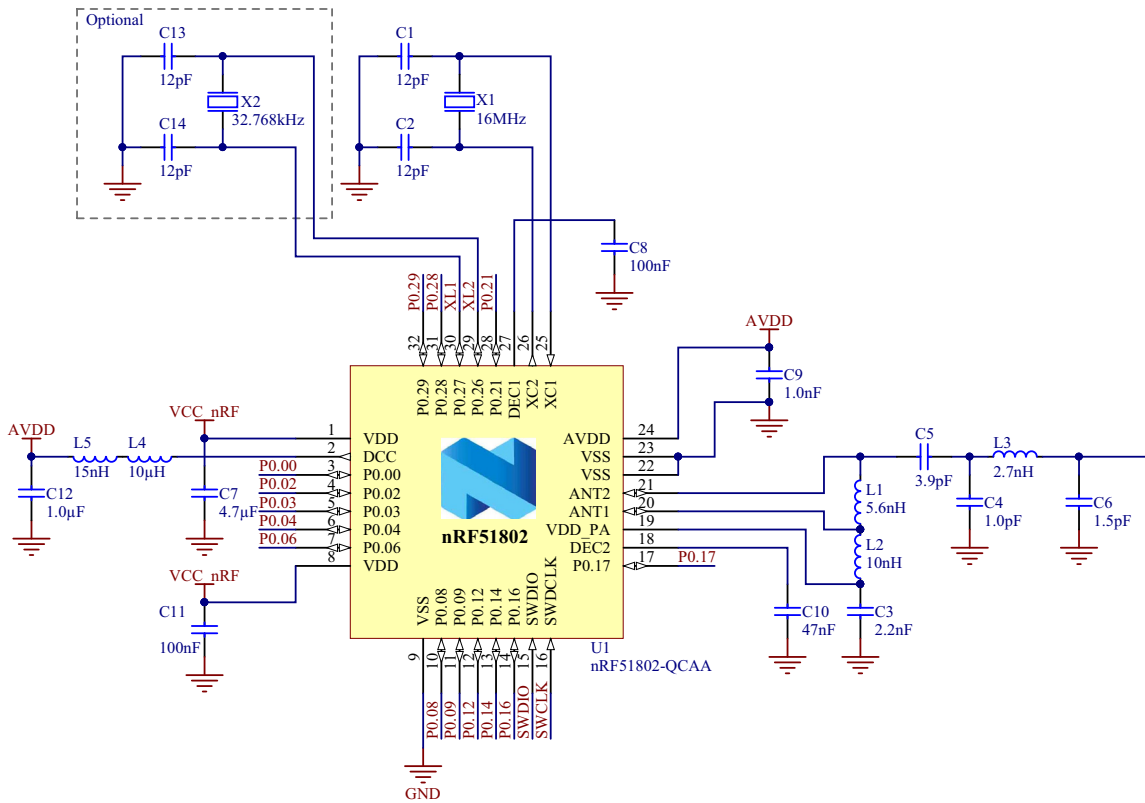 Optional
C13
12pF
X2
32.768kHz
C14
12pF
C1
12pF
X1
16MHz
C2
12pF
C8
100nF
P0.29
P0.28
XL1
XL2
P0.21
32
31
30
29
28
27
26
25
P0.29
P0.28
P0.27
P0.26
P0.21
DEC1
XC2
XC1
AVDD
C9
1.0nF
AVDD
L5
15nH
L4
10µH
C12
1.0µF
VCC_nRF
C7
4.7µF
P0.00
P0.02
P0.03
P0.04
P0.06
VCC_nRF
C11
100nF
1
2
3
4
5
6
7
8
VDD
DCC
P0.00
P0.02
P0.03
P0.04
P0.06
VDD
nRF51802
AVDD
VSS
VSS
ANT2
ANT1
VDD_PA
DEC2
P0.17
24
23
22
21
20
19
18
17
P0.17
C5
3.9pF
L3
2.7nH
L1
5.6nH
C4
1.0pF
C6
1.5pF
L2
10nH
C10
47nF
C3
2.2nF
VSS
P0.08
P0.09
P0.12
P0.14
P0.16
SWDIO
SWDCLK
9
10
11
12
13
14
15
16
P0.08
P0.09
P0.12
P0.14
P0.16
SWDIO
SWCLK
U1
nRF51802-QCAA
GND